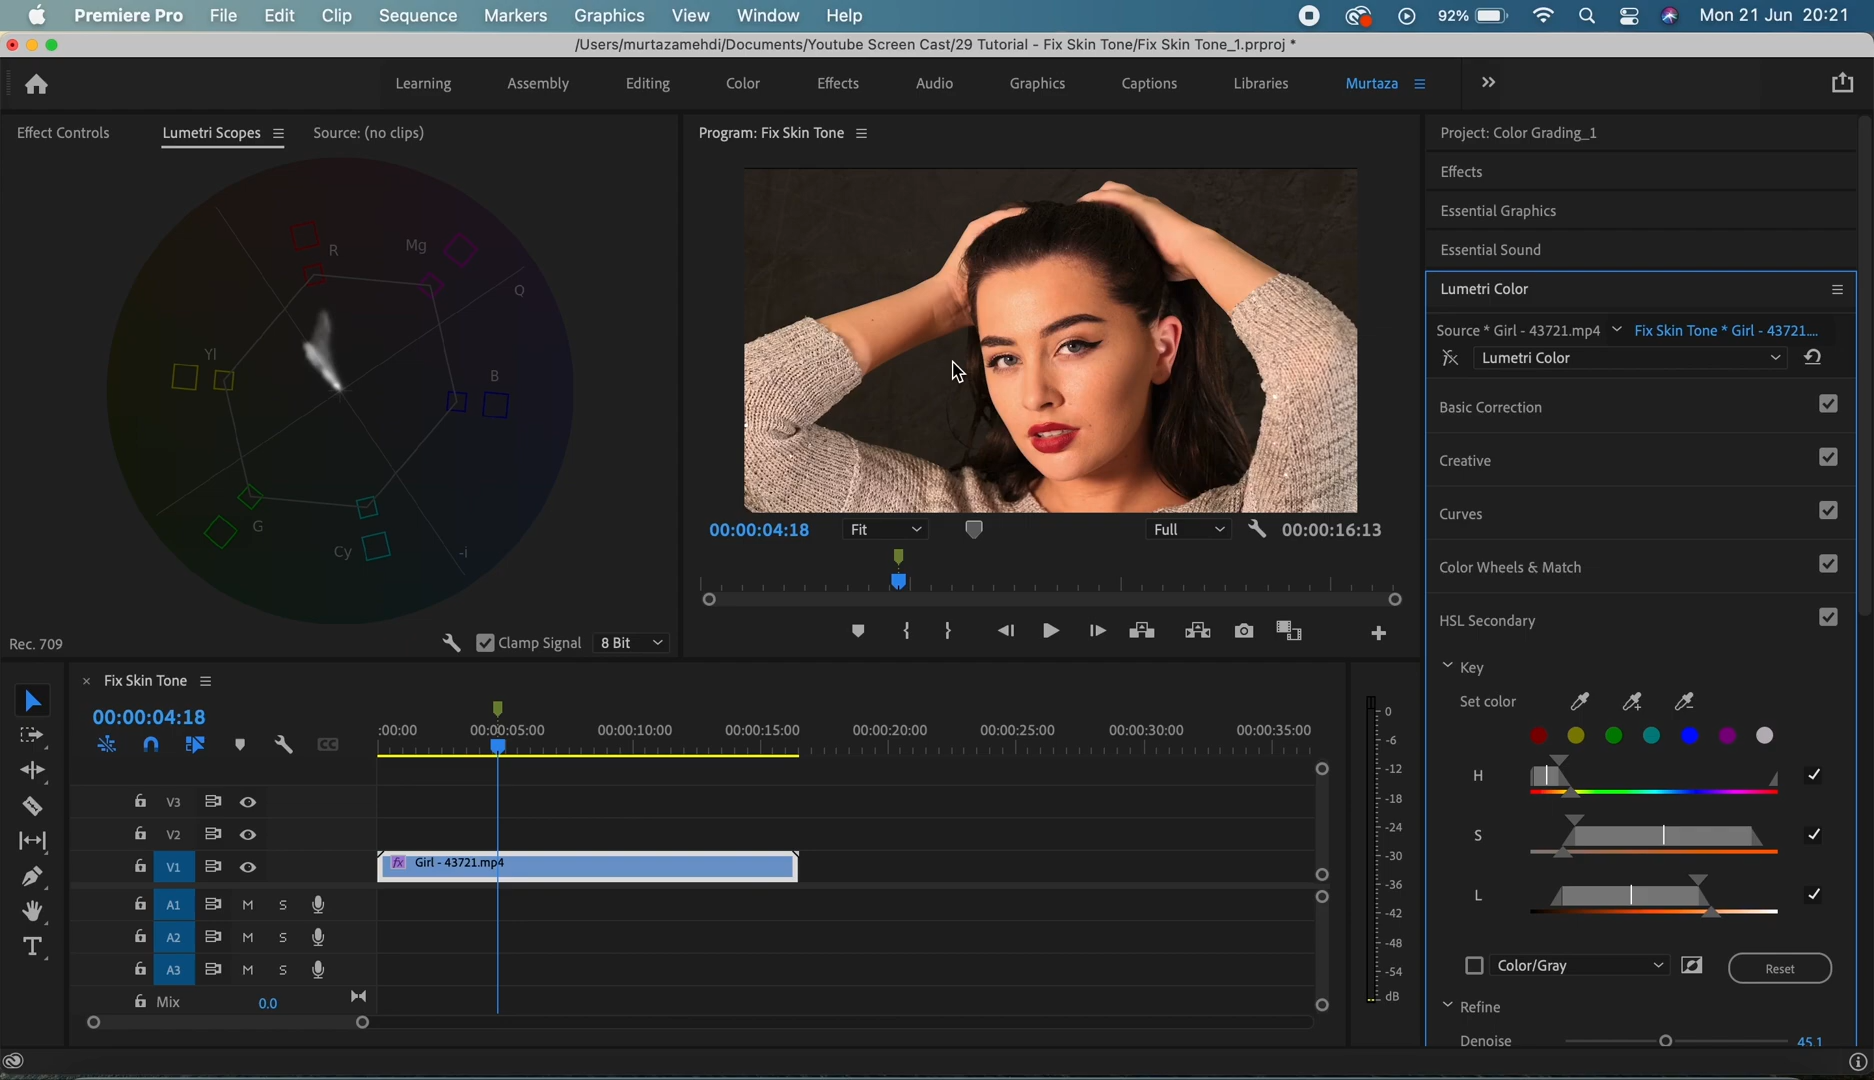 Premiere Pro File Edit Clip Sequence Markers Graphics View Window Help 92% Mon 21 Jun 20:21
/Users/murtazamehdi/Documents/Youtube Screen Cast/29 Tutorial - Fix Skin Tone/Fix Skin Tone_1.prproj *
Learning Assembly Editing Color Effects Audio Graphics Captions Libraries Murtaza
Effect Controls Lumetri Scopes Source: (no clips)
R Mg Q Yl B G Cy -i
Rec. 709 Clamp Signal 8 Bit
Program: Fix Skin Tone
00:00:04:18 Fit Full 00:00:16:13
Project: Color Grading_1
Effects
Essential Graphics
Essential Sound
Lumetri Color
Source * Girl - 43721.mp4 Fix Skin Tone * Girl - 43721....
fx Lumetri Color
Basic Correction
Creative
Curves
Color Wheels & Match
HSL Secondary
Key
Set color
H
S
L
Color/Gray Reset
Refine
Denoise 45.1
× Fix Skin Tone
00:00:04:18
:00:00 00:00:05:00 00:00:10:00 00:00:15:00 00:00:20:00 00:00:25:00 00:00:30:00 00:00:35:00
CC
V3
V2
V1 fx Girl - 43721.mp4
A1 M S
A2 M S
A3 M S
Mix 0.0
0
-6
-12
-18
-24
-30
-36
-42
-48
-54
dB
T